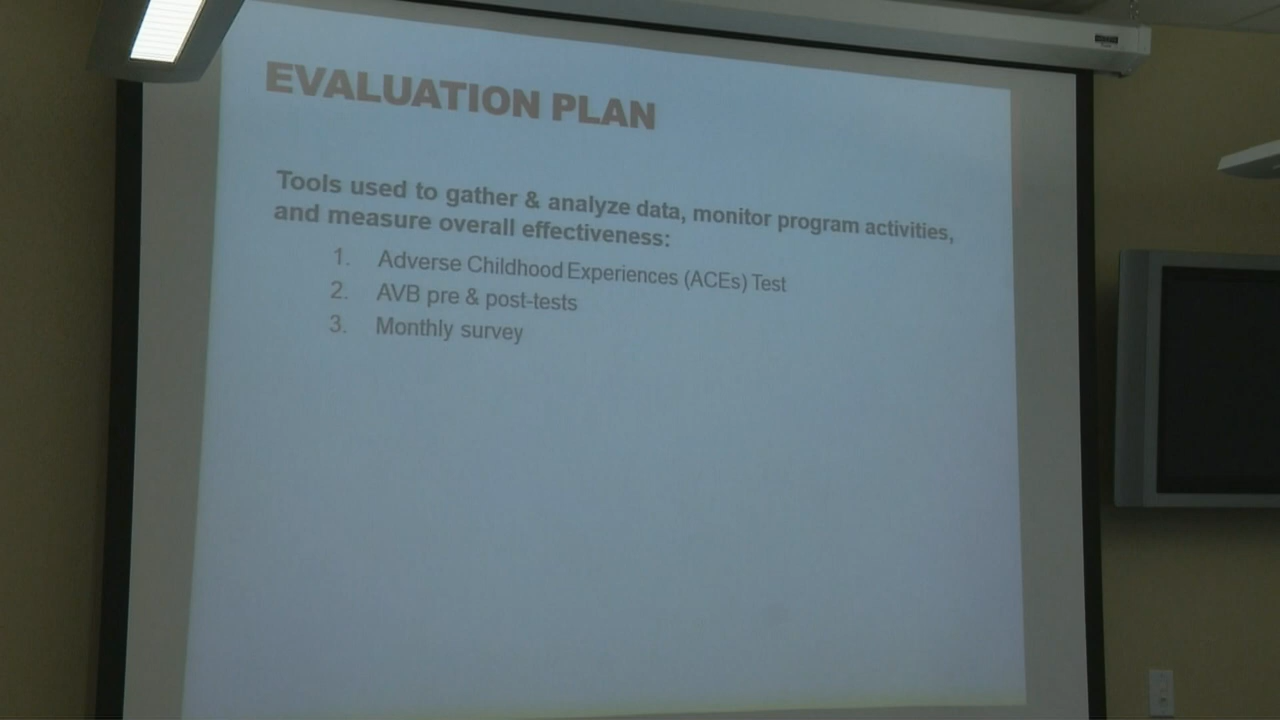 EVALUATION PLAN
Tools used to gather & analyze data, monitor program activities,
and measure overall effectiveness:
1. Adverse Childhood Experiences (ACEs) Test
2. AVB pre & post-tests
3. Monthly survey